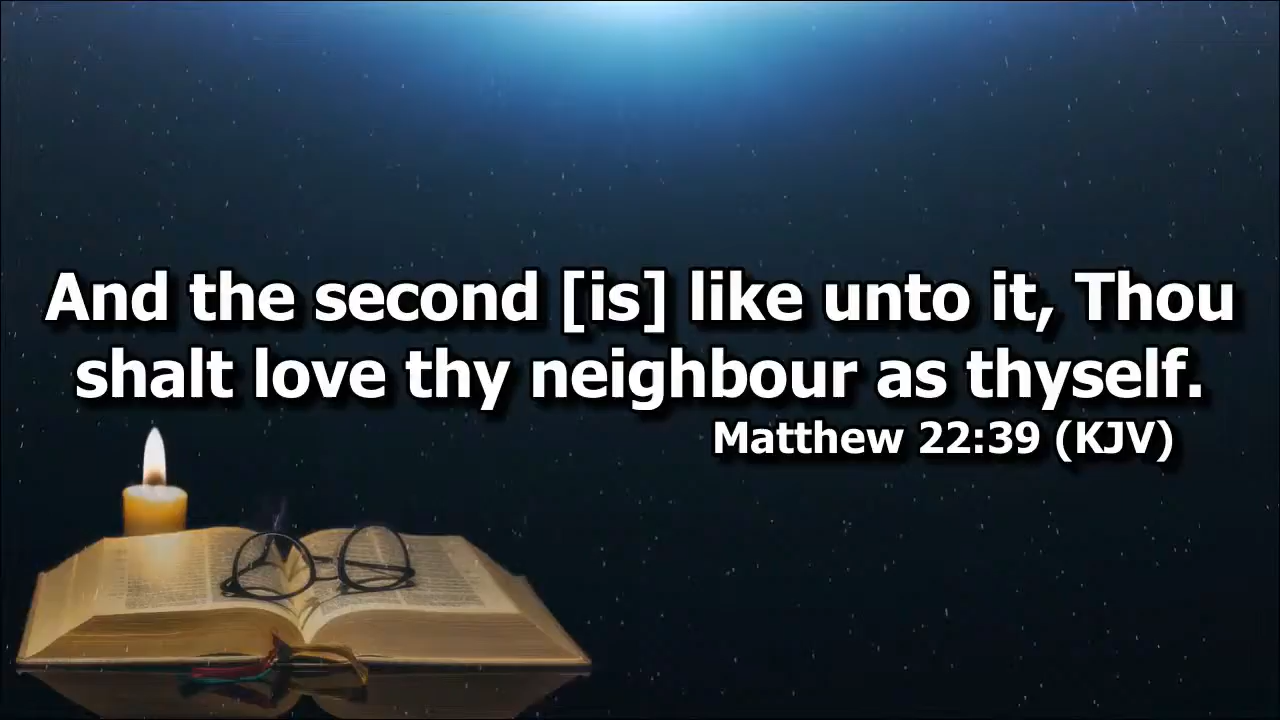 And the second [is] like unto it, Thou
shalt love thy neighbour as thyself.
Matthew 22:39 (KJV)